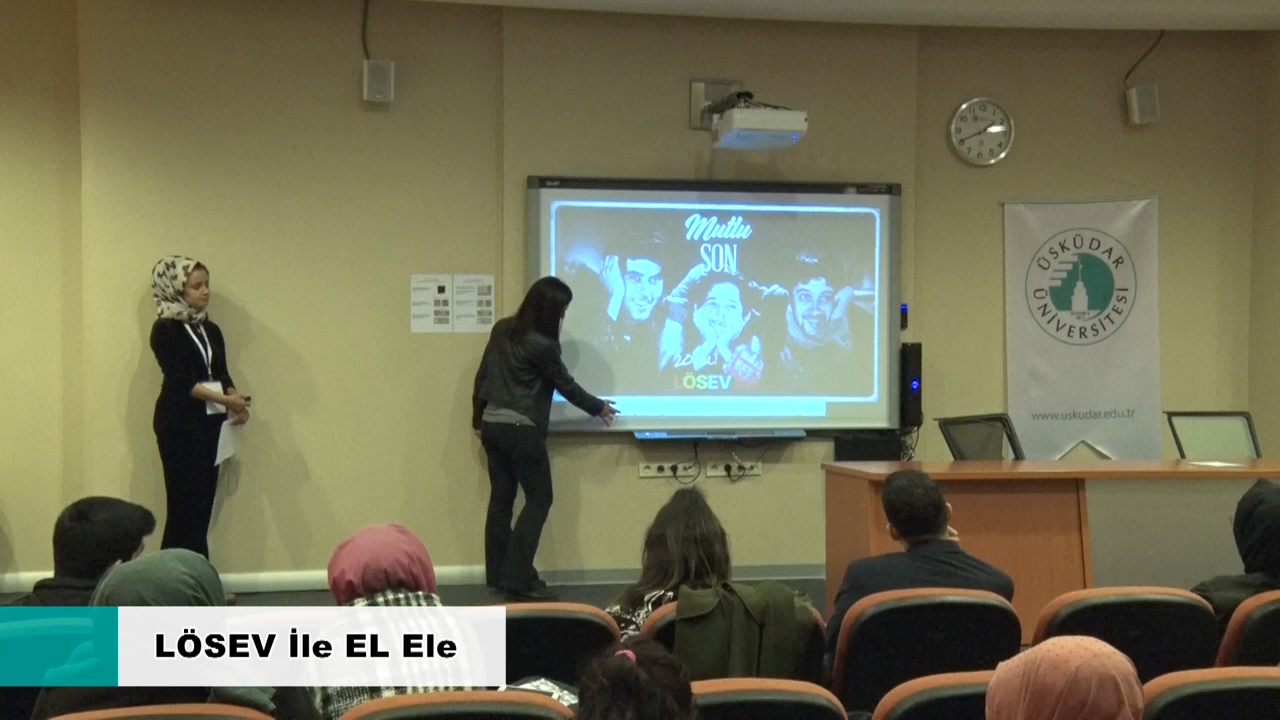 Mutlu
SON
LÖSEV
ÜSKÜDAR
ÜNİVERSİTESİ
www.uskudar.edu.tr
LÖSEV İle EL Ele